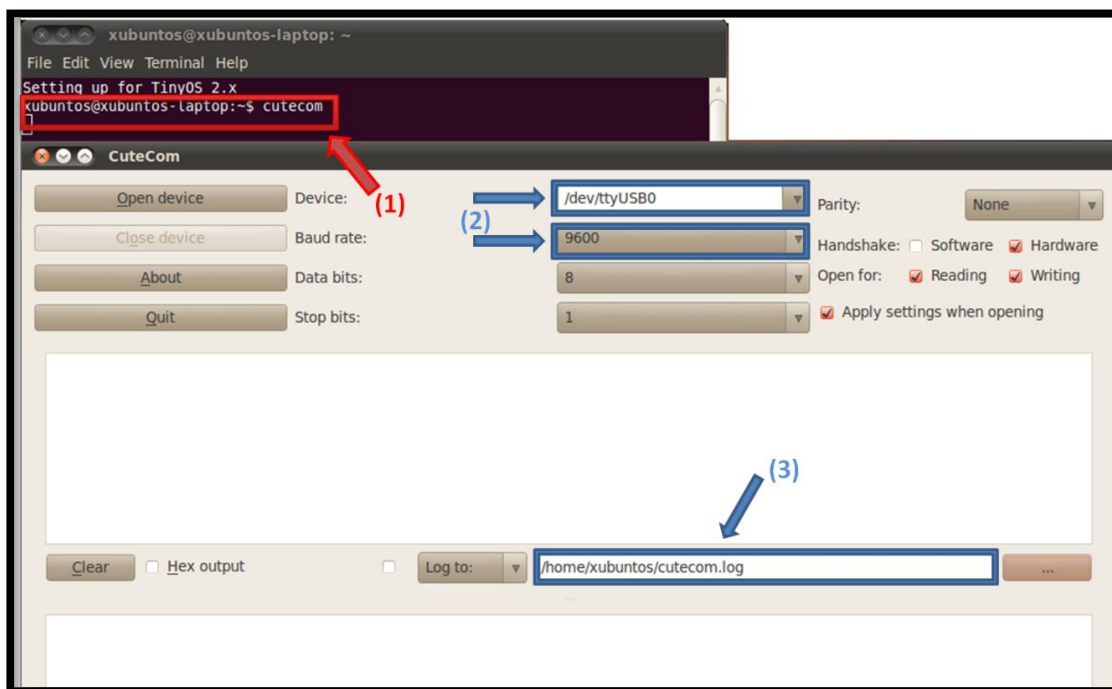 xubuntos@xubuntos-laptop: ~
File Edit View Terminal Help
Setting up for TinyOS 2.x
xubuntos@xubuntos-laptop:~$ cutecom
CuteCom
(1)
(2)
Open device Device: /dev/ttyUSB0 Parity: None
Close device Baud rate: 9600 Handshake: Software Hardware
About Data bits: 8 Open for: Reading Writing
Quit Stop bits: 1 Apply settings when opening
(3)
Clear Hex output Log to: /home/xubuntos/cutecom.log ...